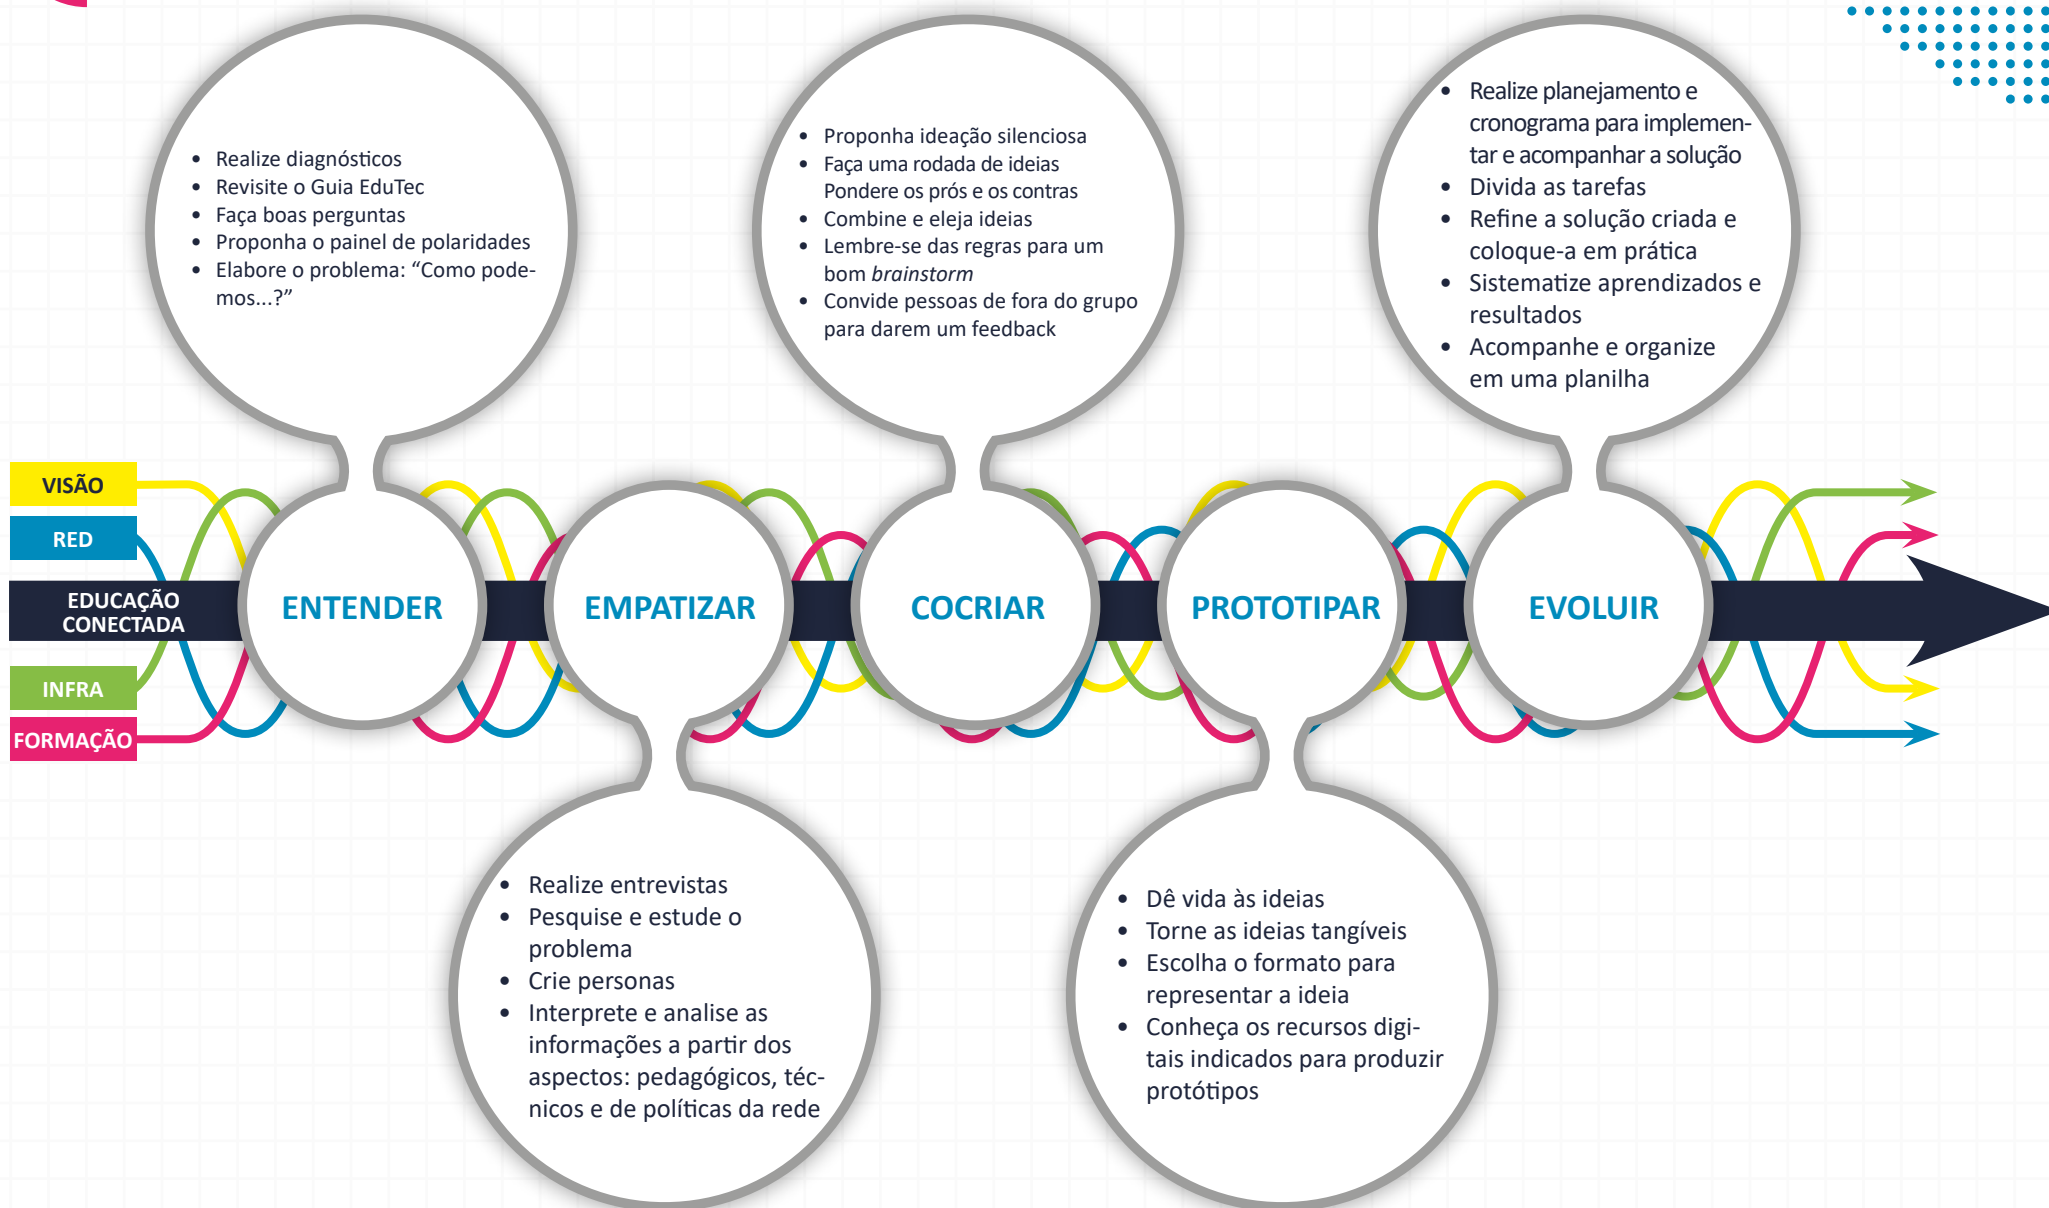 • Realize diagnósticos
• Revisite o Guia EduTec
• Faça boas perguntas
• Proponha o painel de polaridades
• Elabore o problema: “Como pode-
mos...?”
• Proponha ideação silenciosa
• Faça uma rodada de ideias
Pondere os prós e os contras
• Combine e eleja ideias
• Lembre-se das regras para um
bom brainstorm
• Convide pessoas de fora do grupo
para darem um feedback
• Realize planejamento e
cronograma para implemen-
tar e acompanhar a solução
• Divida as tarefas
• Refine a solução criada e
coloque-a em prática
• Sistematize aprendizados e
resultados
• Acompanhe e organize
em uma planilha
VISÃO
RED
EDUCAÇÃO
CONECTADA
INFRA
FORMAÇÃO
ENTENDER
EMPATIZAR
COCRIAR
PROTOTIPAR
EVOLUIR
• Realize entrevistas
• Pesquise e estude o
problema
• Crie personas
• Interprete e analise as
informações a partir dos
aspectos: pedagógicos, téc-
nicos e de políticas da rede
• Dê vida às ideias
• Torne as ideias tangíveis
• Escolha o formato para
representar a ideia
• Conheça os recursos digi-
tais indicados para produzir
protótipos